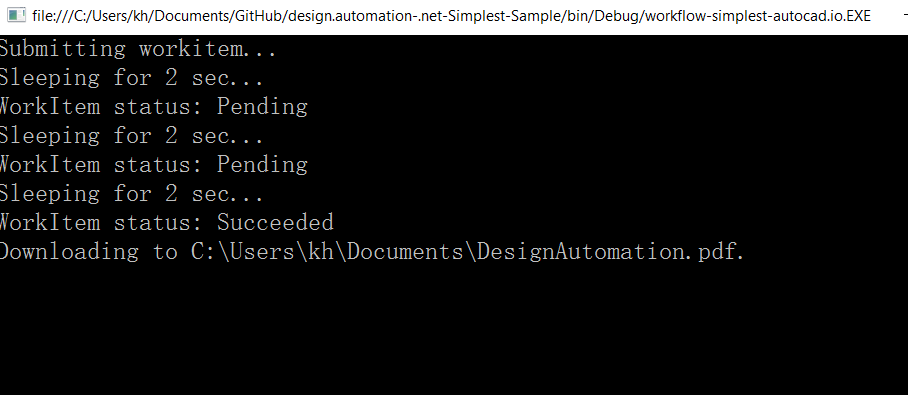 file:///C:/Users/kh/Documents/GitHub/design.automation-.net-Simplest-Sample/bin/Debug/workflow-simplest-autocad.io.EXE
Submitting workitem...
Sleeping for 2 sec...
WorkItem status: Pending
Sleeping for 2 sec...
WorkItem status: Pending
Sleeping for 2 sec...
WorkItem status: Succeeded
Downloading to C:\Users\kh\Documents\DesignAutomation.pdf.